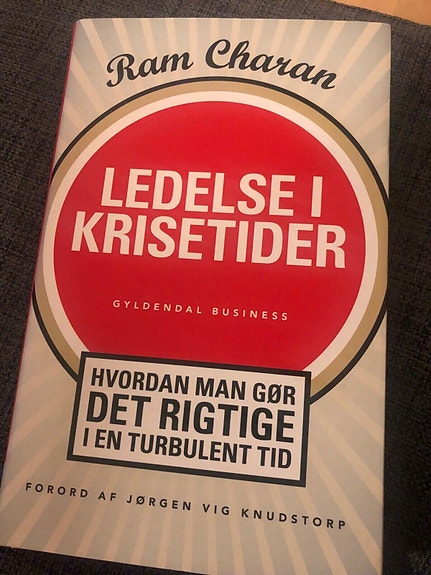 Ram Charan
LEDELSE I
KRISETIDER
GYLDENDAL BUSINESS
HVORDAN MAN GØR
DET RIGTIGE
I EN TURBULENT TID
FORORD AF JØRGEN VIG KNUDSTORP